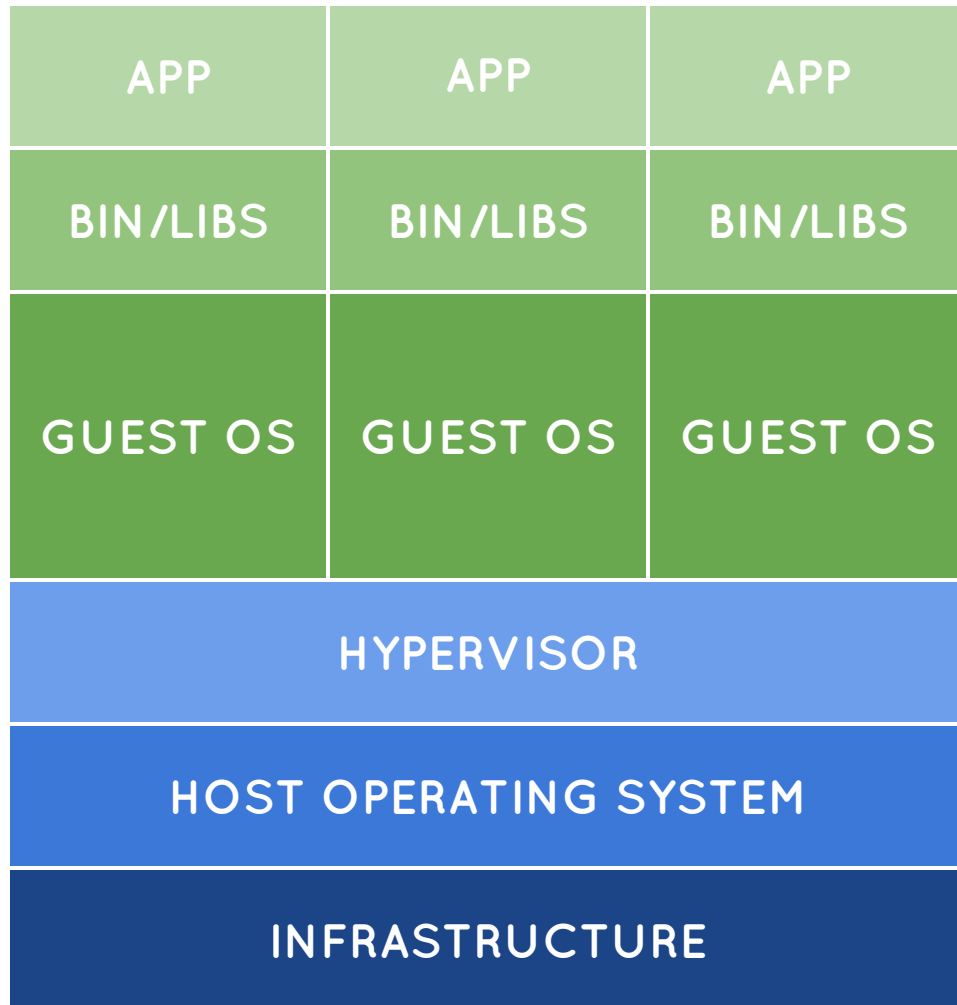 APP APP APP
BIN/LIBS BIN/LIBS BIN/LIBS
GUEST OS GUEST OS GUEST OS
HYPERVISOR
HOST OPERATING SYSTEM
INFRASTRUCTURE